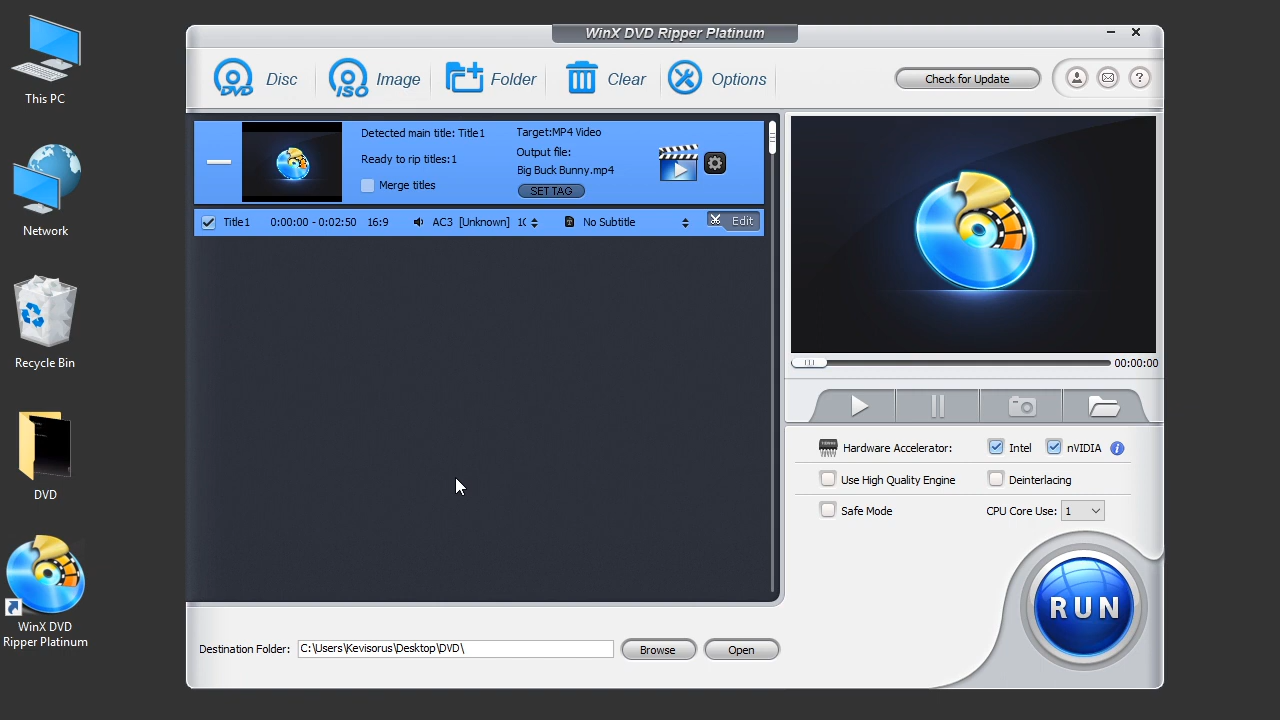 WinX DVD Ripper Platinum
This PC
Network
Recycle Bin
DVD
WinX DVD
Ripper Platinum
DVD Disc
ISO Image
Folder
Clear
Options
Check for Update
?
Detected main title: Title1
Ready to rip titles:1
Merge titles
Target:MP4 Video
Output file:
Big Buck Bunny.mp4
SET TAG
Title1 0:00:00 - 0:02:50 16:9 AC3 [Unknown] 10 No Subtitle Edit
00:00:00
Hardware Accelerator: Intel nVIDIA i
Use High Quality Engine Deinterlacing
Safe Mode CPU Core Use: 1
RUN
Destination Folder: C:\Users\Kevisorus\Desktop\DVD\ Browse Open